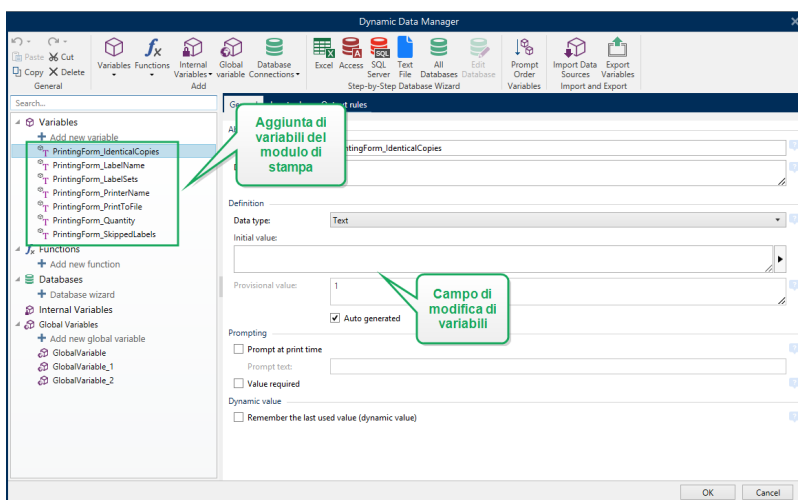 Dynamic Data Manager
Paste
Cut
Copy
Delete
General
Variables
Functions
Internal Variables
Global variable
Database Connections
Add
Excel
Access
SQL Server
Text File
All Databases
Edit Database
Step-by-Step Database Wizard
Prompt Order
Variables
Import Data Sources
Export Variables
Import and Export
Search...
Variables
Add new variable
PrintingForm_IdenticalCopies
PrintingForm_LabelName
PrintingForm_LabelSets
PrintingForm_PrinterName
PrintingForm_PrintToFile
PrintingForm_Quantity
PrintingForm_SkippedLabels
Functions
Add new function
Databases
Database wizard
Internal Variables
Global Variables
Add new global variable
GlobalVariable
GlobalVariable_1
GlobalVariable_2
Aggiunta di
variabili del
modulo di
stampa
rules
PrintingForm_IdenticalCopies
Definition
Data type:
Text
Initial value:
Provisional value:
1
Auto generated
Campo di
modifica di
variabili
Prompting
Prompt at print time
Prompt text:
Value required
Dynamic value
Remember the last used value (dynamic value)
OK
Cancel